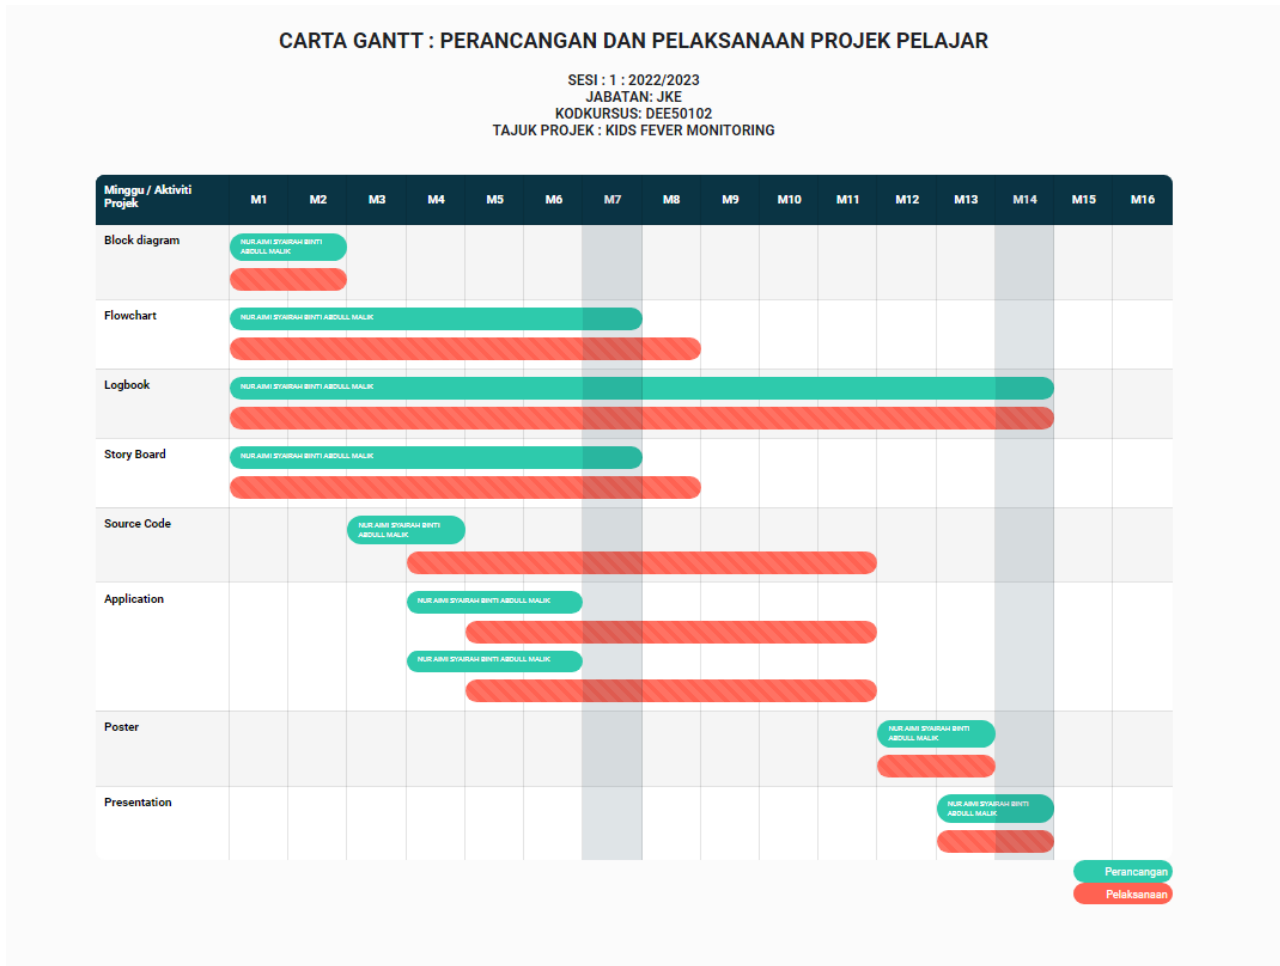 CARTA GANTT : PERANCANGAN DAN PELAKSANAAN PROJEK PELAJAR
SESI : 1 : 2022/2023
JABATAN: JKE
KODKURSUS: DEE50102
TAJUK PROJEK : KIDS FEVER MONITORING
Minggu / Aktiviti
Projek
M1 M2 M3 M4 M5 M6 M7 M8 M9 M10 M11 M12 M13 M14 M15 M16
Block diagram
NUR AIMI SYAIRAH BINTI
ABDULL MALIK
Flowchart
NUR AIMI SYAIRAH BINTI ABDULL MALIK
Logbook
NUR AIMI SYAIRAH BINTI ABDULL MALIK
Story Board
NUR AIMI SYAIRAH BINTI ABDULL MALIK
Source Code
NUR AIMI SYAIRAH BINTI
ABDULL MALIK
Application
NUR AIMI SYAIRAH BINTI ABDULL MALIK
NUR AIMI SYAIRAH BINTI ABDULL MALIK
Poster
NUR AIMI SYAIRAH BINTI
ABDULL MALIK
Presentation
NUR AIMI SYAIRAH BINTI
ABDULL MALIK
Perancangan
Pelaksanaan